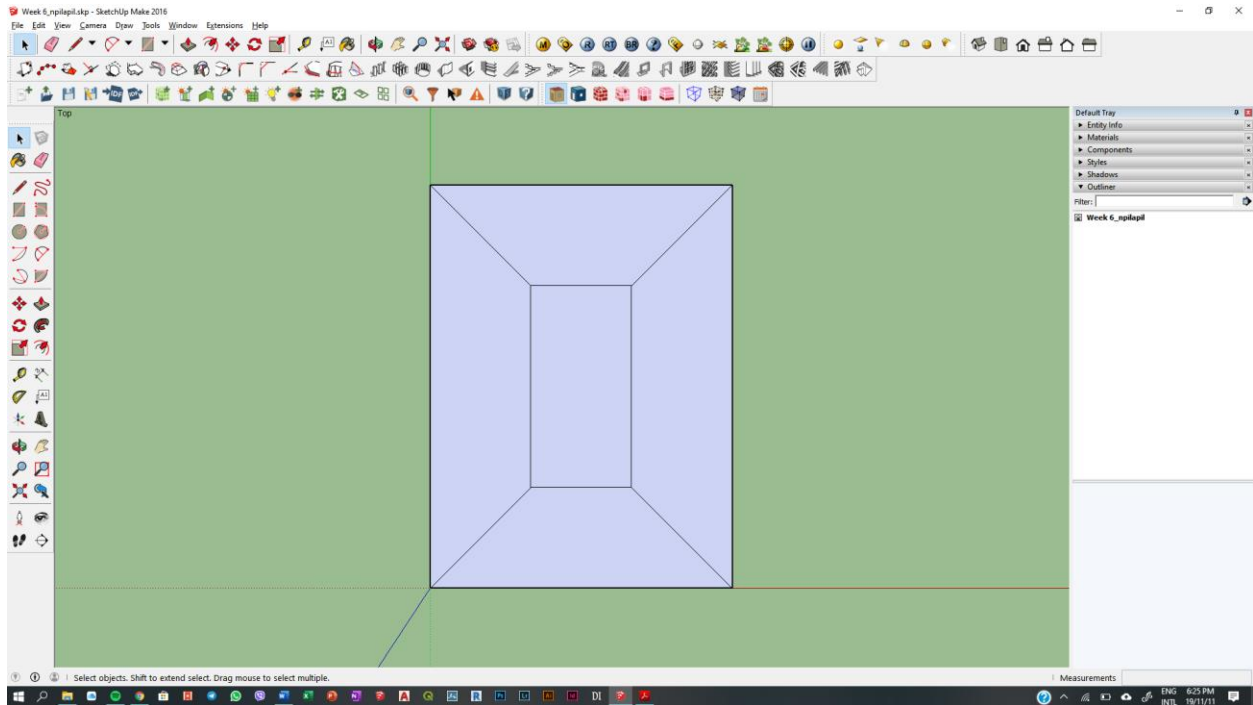 Week 6_npilapil.skp - SketchUp Make 2016
File Edit View Camera Draw Tools Window Extensions Help
Top
Default Tray
Entity Info
Materials
Components
Styles
Shadows
Outliner
Filter:
Week 6_npilapil
Select objects. Shift to extend select. Drag mouse to select multiple.
Measurements
ENG 6:25 PM
INTL 19/11/11